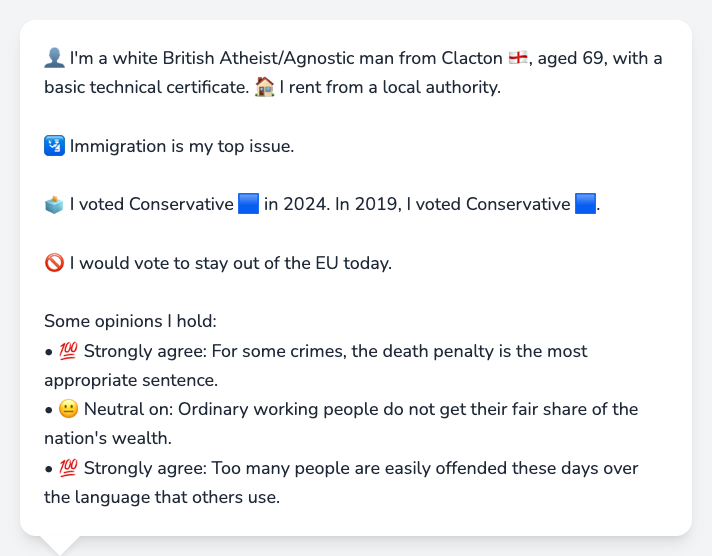 👤 I'm a white British Atheist/Agnostic man from Clacton 🏴󠁧󠁢󠁥󠁮󠁧󠁿, aged 69, with a
basic technical certificate. 🏠 I rent from a local authority.
🛂 Immigration is my top issue.
🗳️ I voted Conservative 🟦 in 2024. In 2019, I voted Conservative 🟦.
🚫 I would vote to stay out of the EU today.
Some opinions I hold:
• 💯 Strongly agree: For some crimes, the death penalty is the most
appropriate sentence.
• 😐 Neutral on: Ordinary working people do not get their fair share of the
nation's wealth.
• 💯 Strongly agree: Too many people are easily offended these days over
the language that others use.